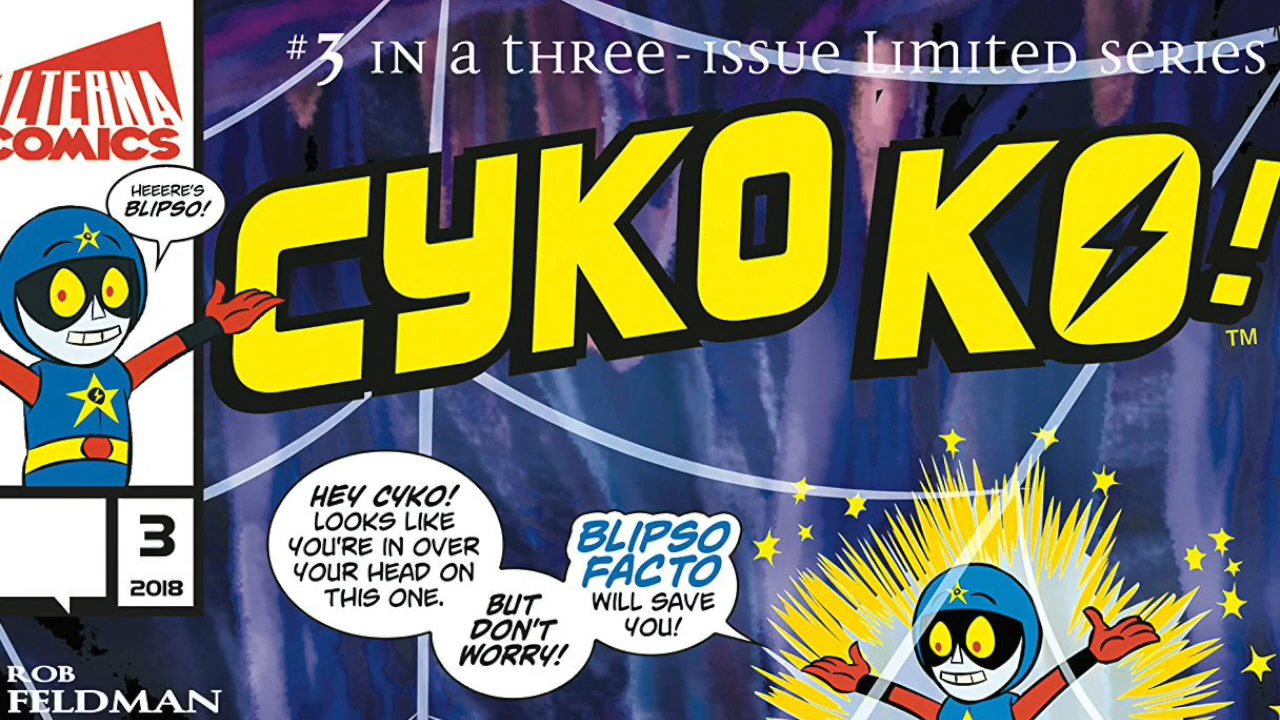 #3 IN a THREE-ISSUE LIMITED SERIES
ALTERNA
COMICS
HEEERE'S
BLIPSO!
CYKO KO!
TM
HEY CYKO!
LOOKS LIKE
YOU'RE IN OVER
YOUR HEAD ON
THIS ONE.
BUT
DON'T
WORRY!
BLIPSO
FACTO
WILL SAVE
YOU!
3
2018
ROB
FELDMAN